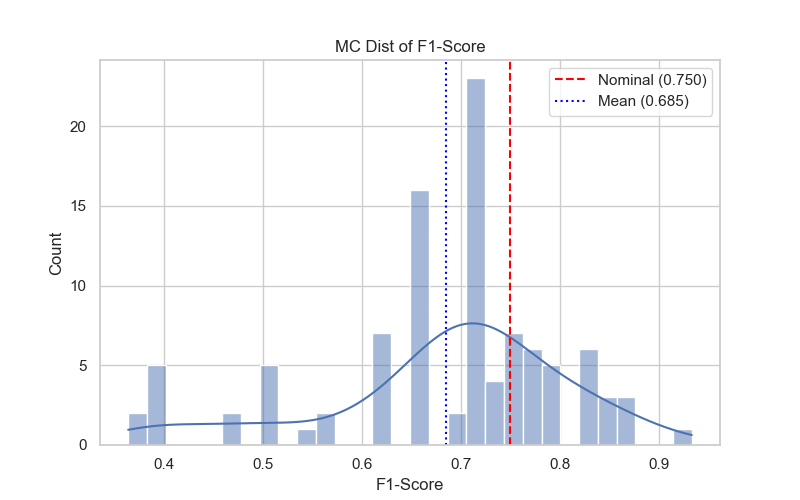 MC Dist of F1-Score
Nominal (0.750)
Mean (0.685)
20
15
10
5
0
Count
0.4 0.5 0.6 0.7 0.8 0.9
F1-Score